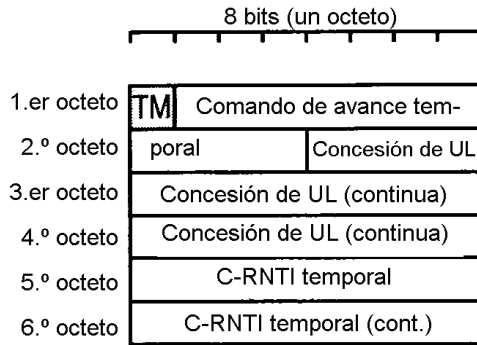 8 bits (un octeto)
1.er octeto TM Comando de avance tem-
2.º octeto poral Concesión de UL
3.er octeto Concesión de UL (continua)
4.º octeto Concesión de UL (continua)
5.º octeto C-RNTI temporal
6.º octeto C-RNTI temporal (cont.)